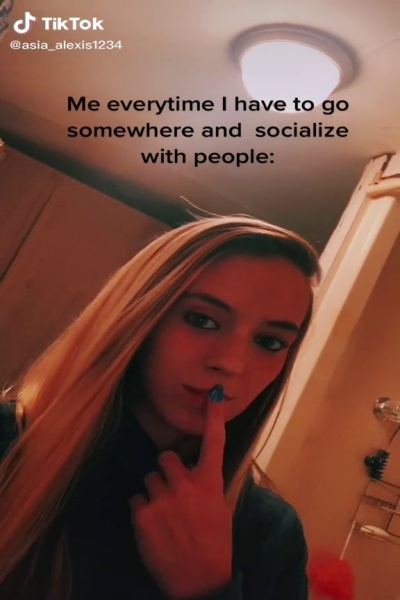 TikTok
@asia_alexis1234
Me everytime I have to go
somewhere and socialize
with people: